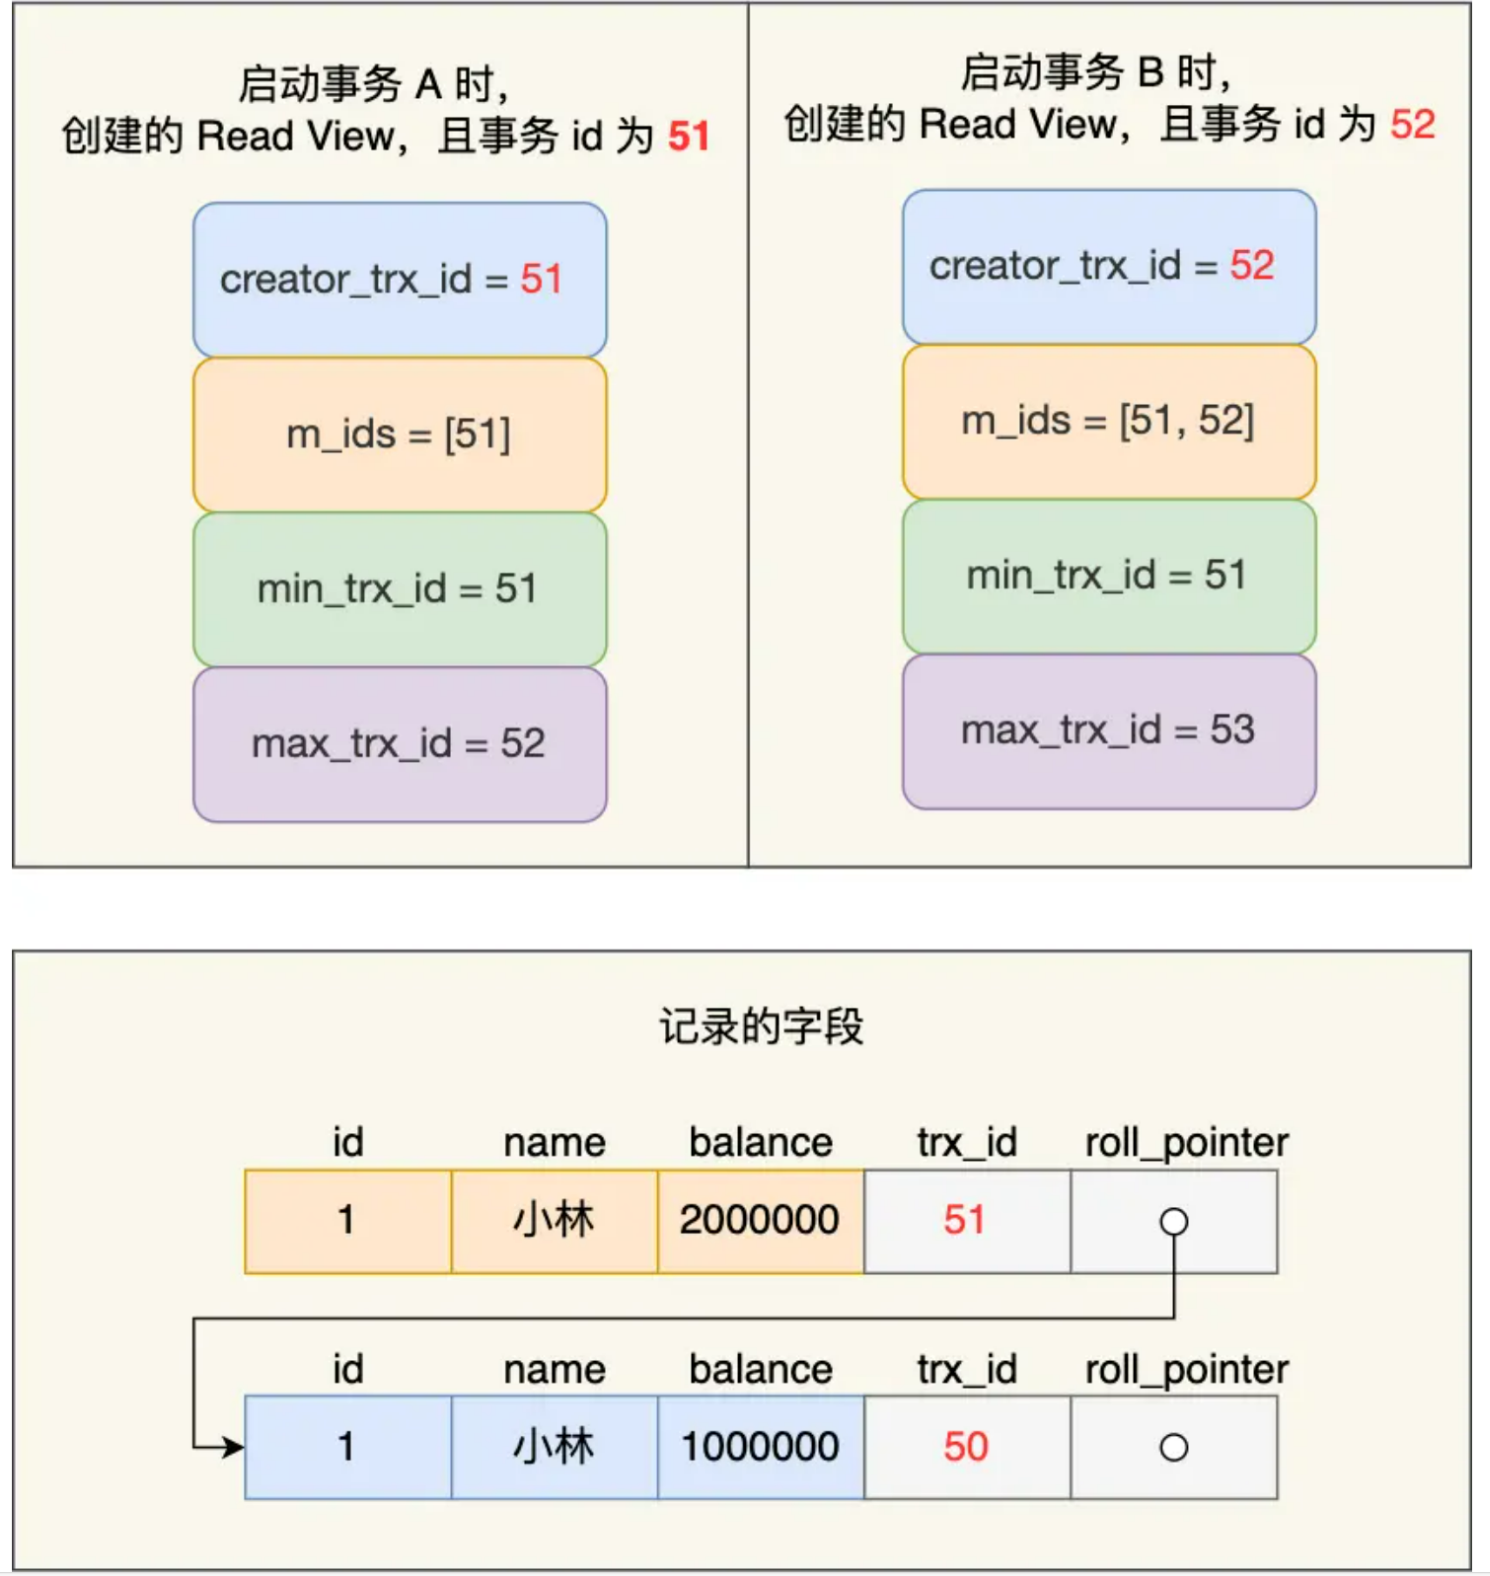 启动事务 A 时，
创建的 Read View，且事务 id 为 51
creator_trx_id = 51
m_ids = [51]
min_trx_id = 51
max_trx_id = 52
启动事务 B 时，
创建的 Read View，且事务 id 为 52
creator_trx_id = 52
m_ids = [51, 52]
min_trx_id = 51
max_trx_id = 53
记录的字段
id name balance trx_id roll_pointer
1 小林 2000000 51
id name balance trx_id roll_pointer
1 小林 1000000 50